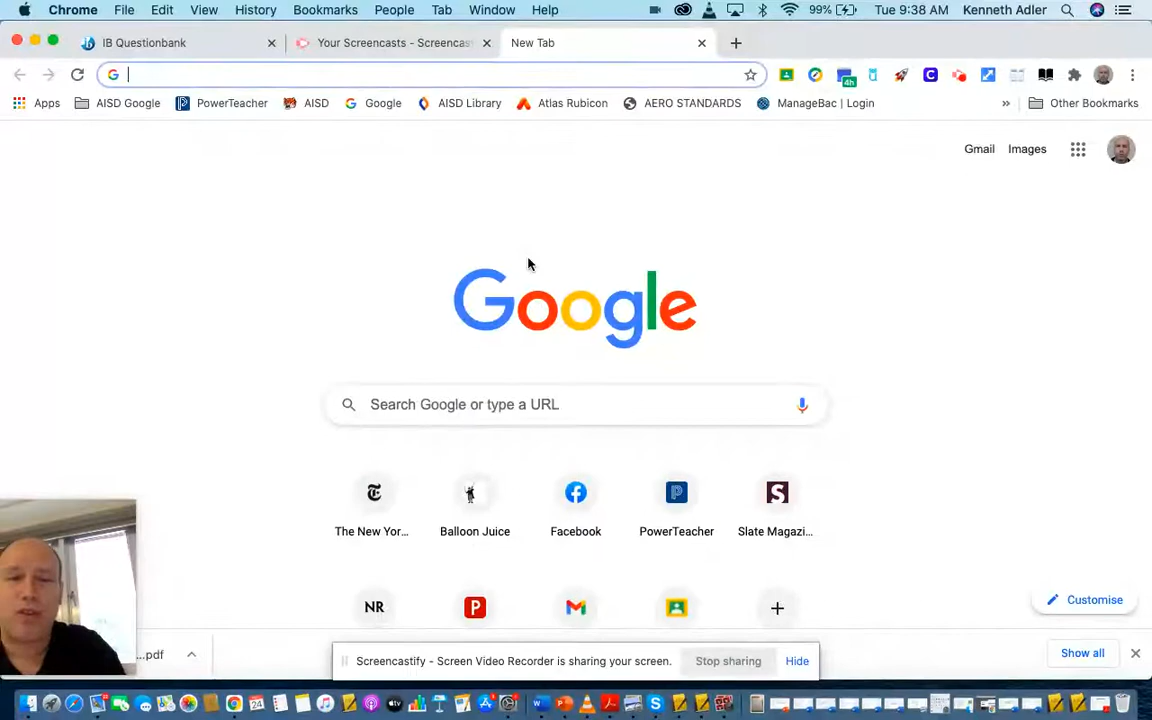 Chrome File Edit View History Bookmarks People Tab Window Help 99% Tue 9:38 AM Kenneth Adler
IB Questionbank Your Screencasts - Screencast New Tab
4h
Apps AISD Google PowerTeacher AISD Google AISD Library Atlas Rubicon AERO STANDARDS ManageBac | Login » Other Bookmarks
Gmail Images
Google
Search Google or type a URL
The New Yor... Balloon Juice Facebook PowerTeacher Slate Magazi...
NR
Customise
...pdf Show all
Screencastify - Screen Video Recorder is sharing your screen. Stop sharing Hide